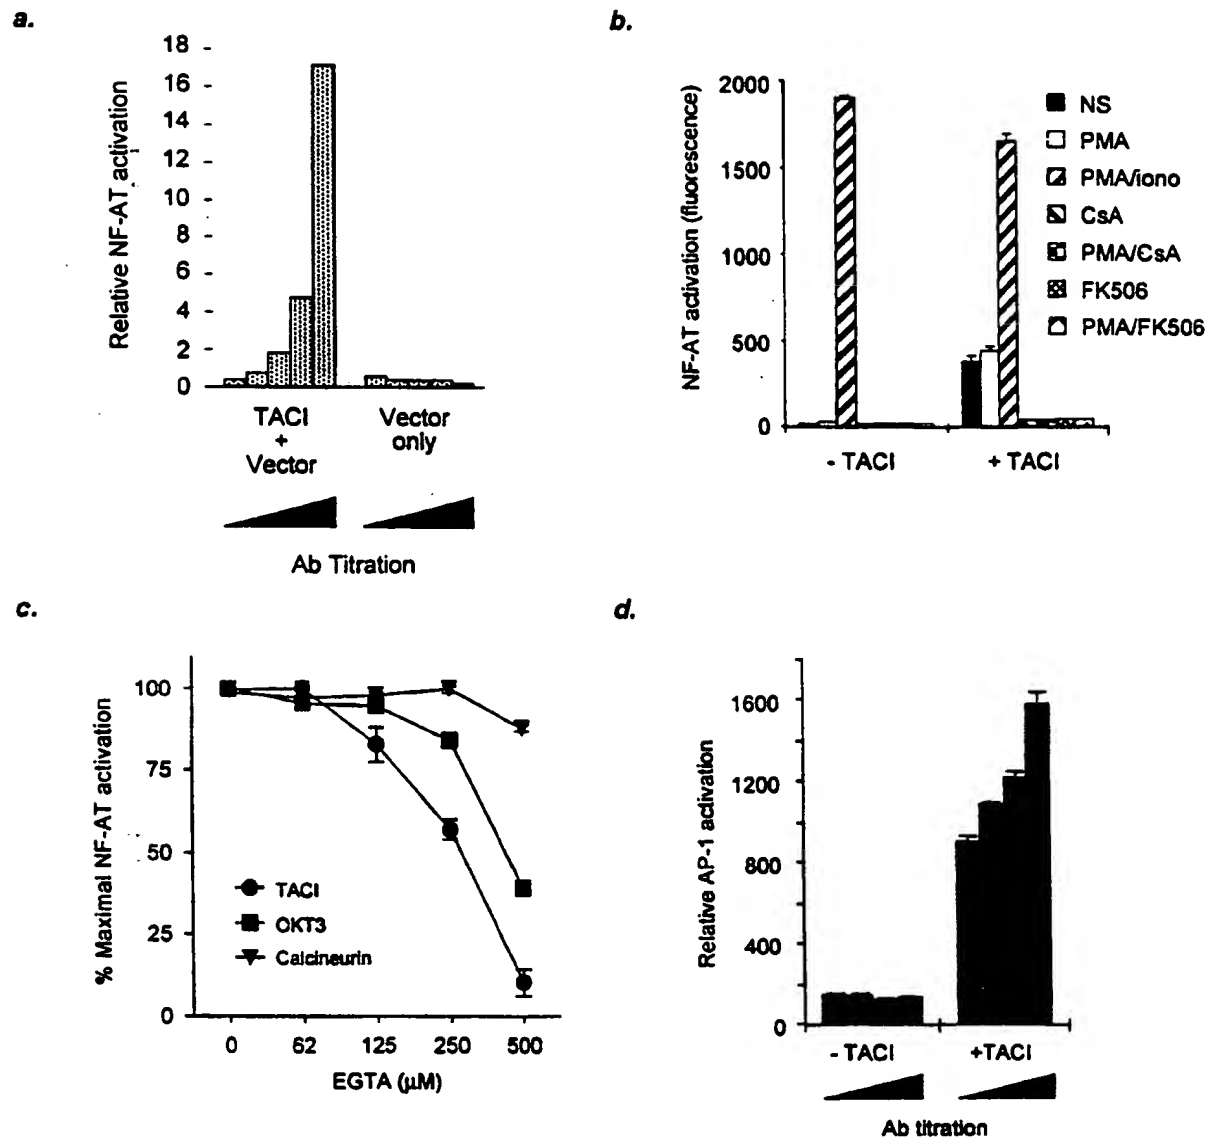 a.
Relative NF-AT activation
18
16
14
12
10
8
6
4
2
0
TACI
+
Vector
Vector
only
Ab Titration
b.
NF-AT activation (fluorescence)
2000
1500
1000
500
0
- TACI
+ TACI
NS
PMA
PMA/iono
CsA
PMA/CsA
FK506
PMA/FK506
c.
% Maximal NF-AT activation
100
75
50
25
0
TACI
OKT3
Calcineurin
0
62
125
250
500
EGTA (μM)
d.
Relative AP-1 activation
1600
1200
800
400
0
- TACI
+TACI
Ab titration